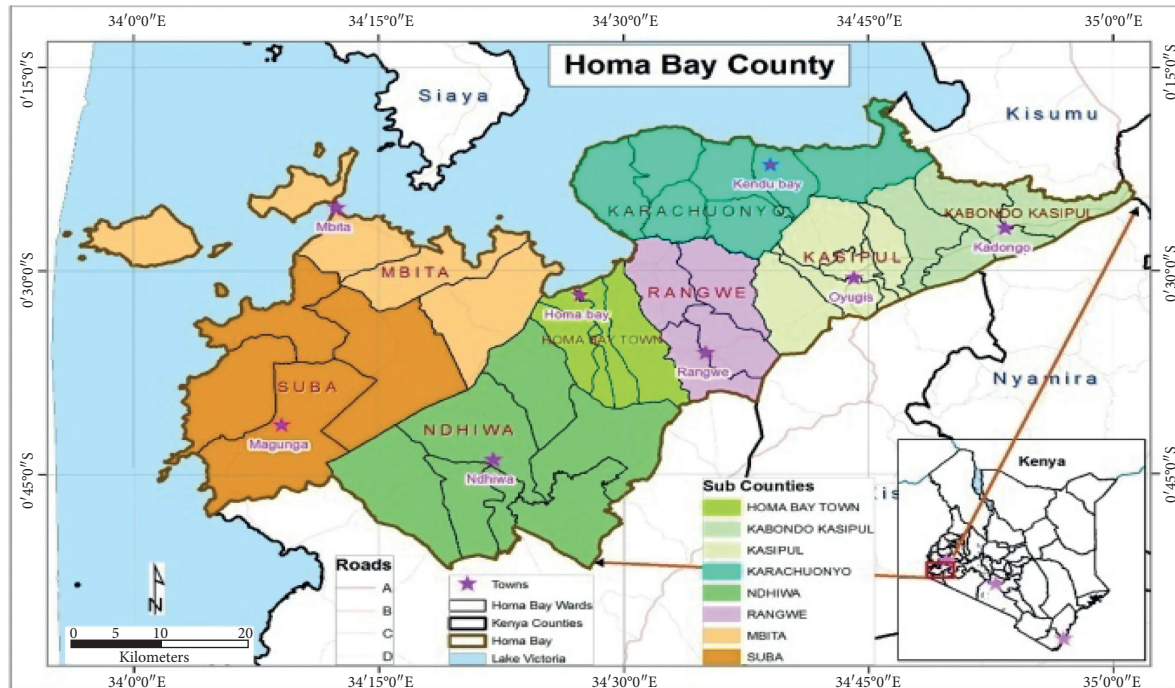 34°0′0″E
34°15′0″E
34°30′0″E
34°45′0″E
35°0′0″E
0°15′0″S
0°15′0″S
Homa Bay County
Siaya
Kisumu
Kendu bay
KARACHUONYO
Mbita
KABONDO KASIPUL
Kadongo
MBITA
KASIPUL
0°30′0″S
0°30′0″S
RANGWE
Oyugis
Homa bay
HOMA BAY TOWN
Rangwe
Nyamira
SUBA
Magunga
NDHIWA
Ndhiwa
0°45′0″S
0°45′0″S
Kis
Kenya
Sub Counties
HOMA BAY TOWN
KABONDO KASIPUL
KASIPUL
KARACHUONYO
NDHIWA
RANGWE
MBITA
SUBA
Roads
A
B
C
D
Towns
Homa Bay Wards
Kenya Counties
Homa Bay
Lake Victoria
N
0 5 10 20
Kilometers
34°0′0″E
34°15′0″E
34°30′0″E
34°45′0″E
35°0′0″E